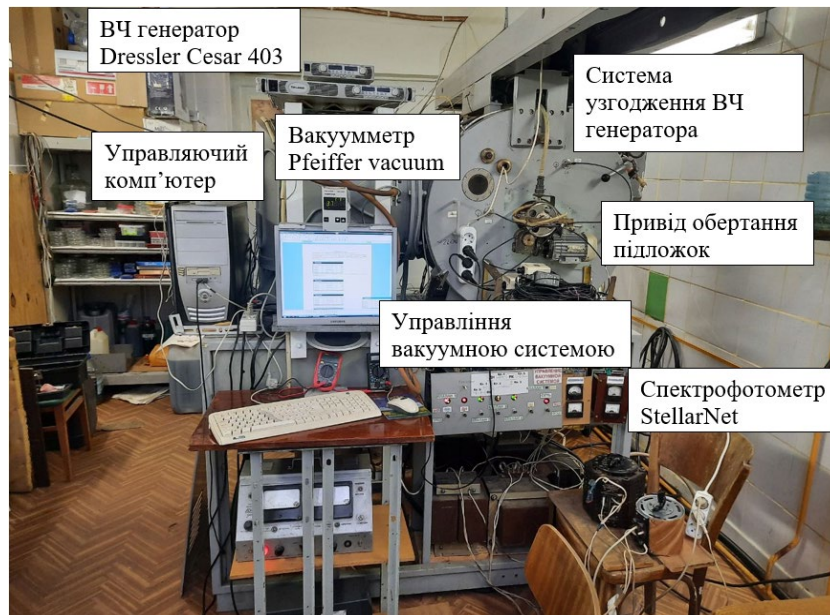 ВЧ генератор
Dressler Cesar 403
Система
узгодження ВЧ
генератора
Вакуумметр
Pfeiffer vacuum
Управляючий
комп’ютер
Привід обертання
підложок
Управління
вакуумною системою
Спектрофотометр
StellarNet